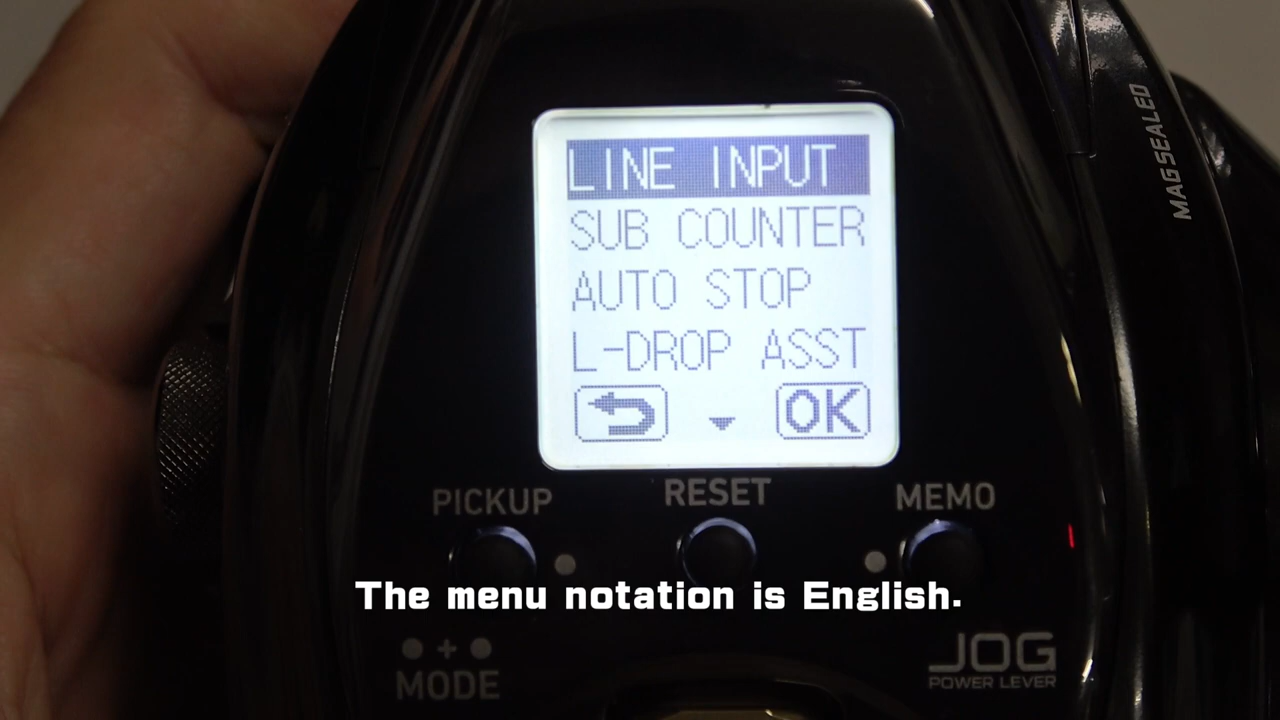 LINE INPUT
SUB COUNTER
AUTO STOP
L-DROP ASST
OK
PICKUP
RESET
MEMO
The menu notation is English.
+
MODE
JOG
POWER LEVER
MAGSEALED